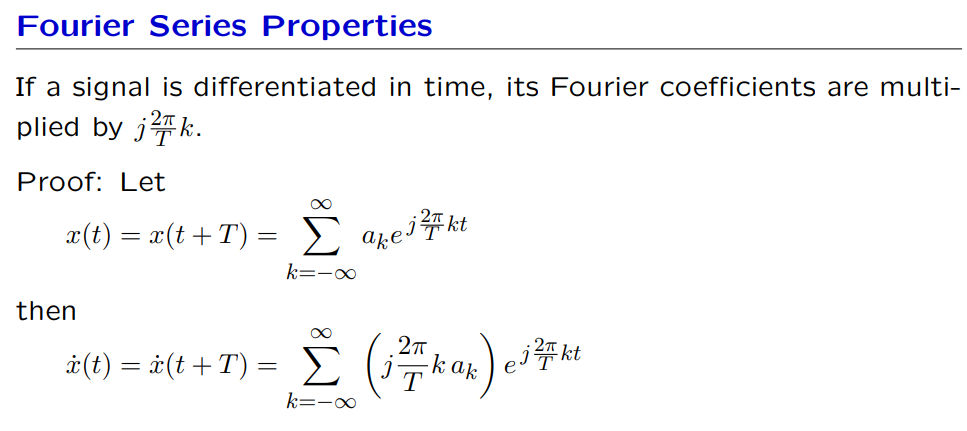 Fourier Series Properties
If a signal is differentiated in time, its Fourier coefficients are multi-
plied by $j\frac{2\pi}{T}k$.
Proof: Let
$x(t) = x(t+T) = \sum_{k=-\infty}^{\infty} a_k e^{j\frac{2\pi}{T}kt}$
then
$\dot{x}(t) = \dot{x}(t+T) = \sum_{k=-\infty}^{\infty} \left( j\frac{2\pi}{T} k \, a_k \right) e^{j\frac{2\pi}{T}kt}$